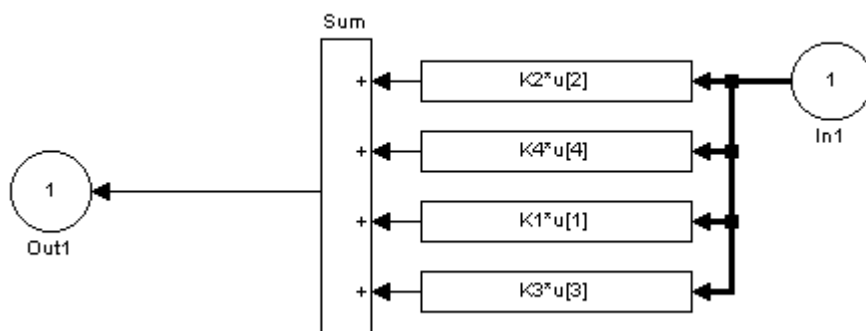 Sum
+ K2*u[2] 1
In1
+ K4*u[4]
1
Out1
+ K1*u[1]
+ K3*u[3]